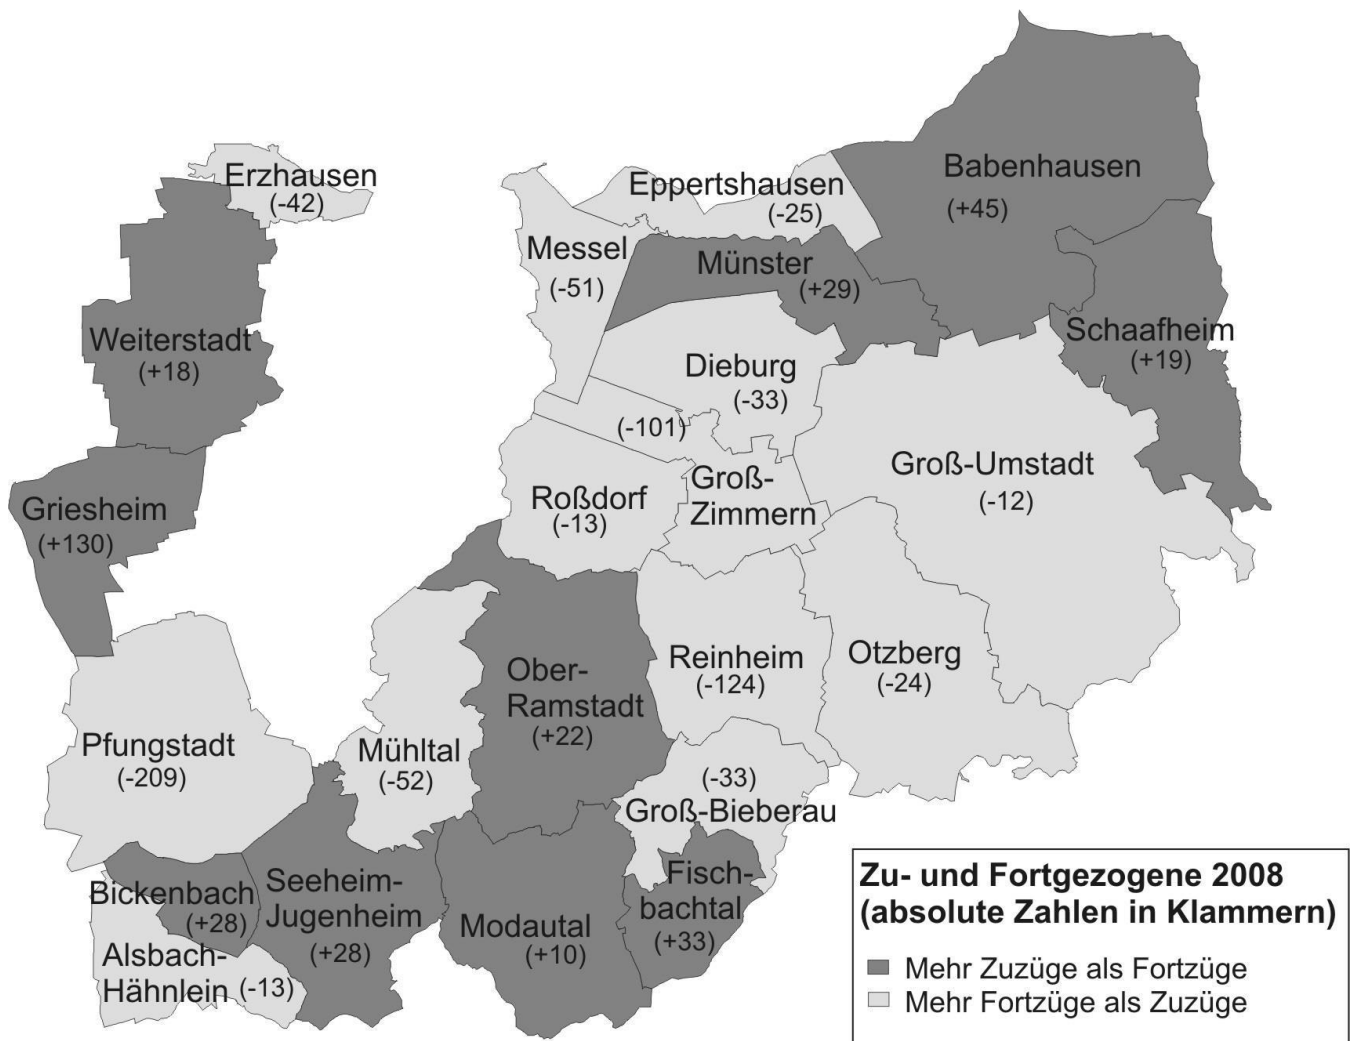 Erzhausen
(-42)
Eppertshausen
(-25)
Babenhausen
(+45)
Messel
(-51)
Münster
(+29)
Weiterstadt
(+18)
Dieburg
(-33)
Schaafheim
(+19)
(-101)
Groß-
Zimmern
Groß-Umstadt
(-12)
Griesheim
(+130)
Roßdorf
(-13)
Ober-
Ramstadt
(+22)
Reinheim
(-124)
Otzberg
(-24)
Pfungstadt
(-209)
Mühltal
(-52)
(-33)
Groß-Bieberau
Bickenbach
(+28)
Seeheim-
Jugenheim
(+28)
Modautal
(+10)
Fisch-
bachtal
(+33)
Alsbach-
Hähnlein (-13)
Zu- und Fortgezogene 2008
(absolute Zahlen in Klammern)
Mehr Zuzüge als Fortzüge
Mehr Fortzüge als Zuzüge